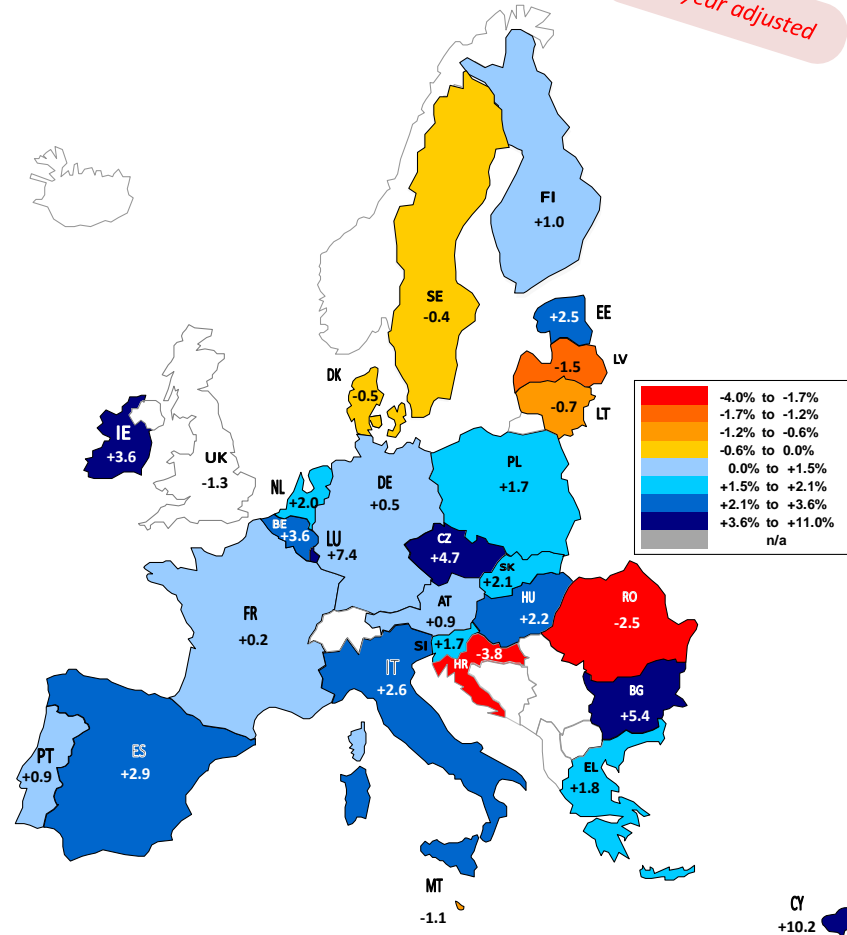 year adjusted
FI
+1.0
SE
-0.4
EE
+2.5
LV
-1.5
DK
-0.5
LT
-0.7
-4.0% to -1.7%
-1.7% to -1.2%
-1.2% to -0.6%
-0.6% to 0.0%
0.0% to +1.5%
+1.5% to +2.1%
+2.1% to +3.6%
+3.6% to +11.0%
n/a
IE
+3.6
UK
-1.3
NL
+2.0
PL
+1.7
DE
+0.5
BE
+3.6
LU
+7.4
CZ
+4.7
SK
+2.1
AT
+0.9
HU
+2.2
RO
-2.5
FR
+0.2
SI
+1.7
HR
-3.8
IT
+2.6
BG
+5.4
PT
+0.9
ES
+2.9
EL
+1.8
MT
-1.1
CY
+10.2